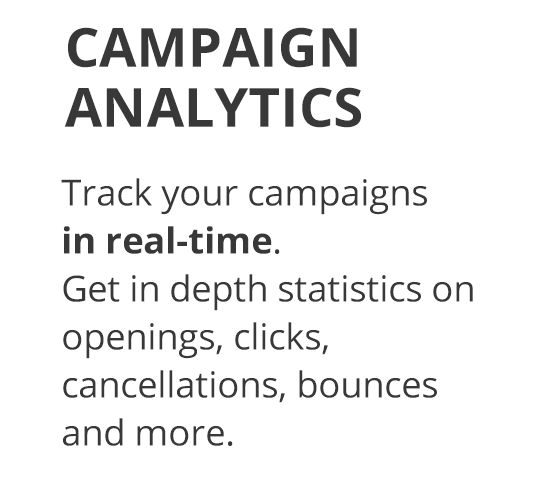 CAMPAIGN
ANALYTICS
Track your campaigns
in real-time.
Get in depth statistics on
openings, clicks,
cancellations, bounces
and more.